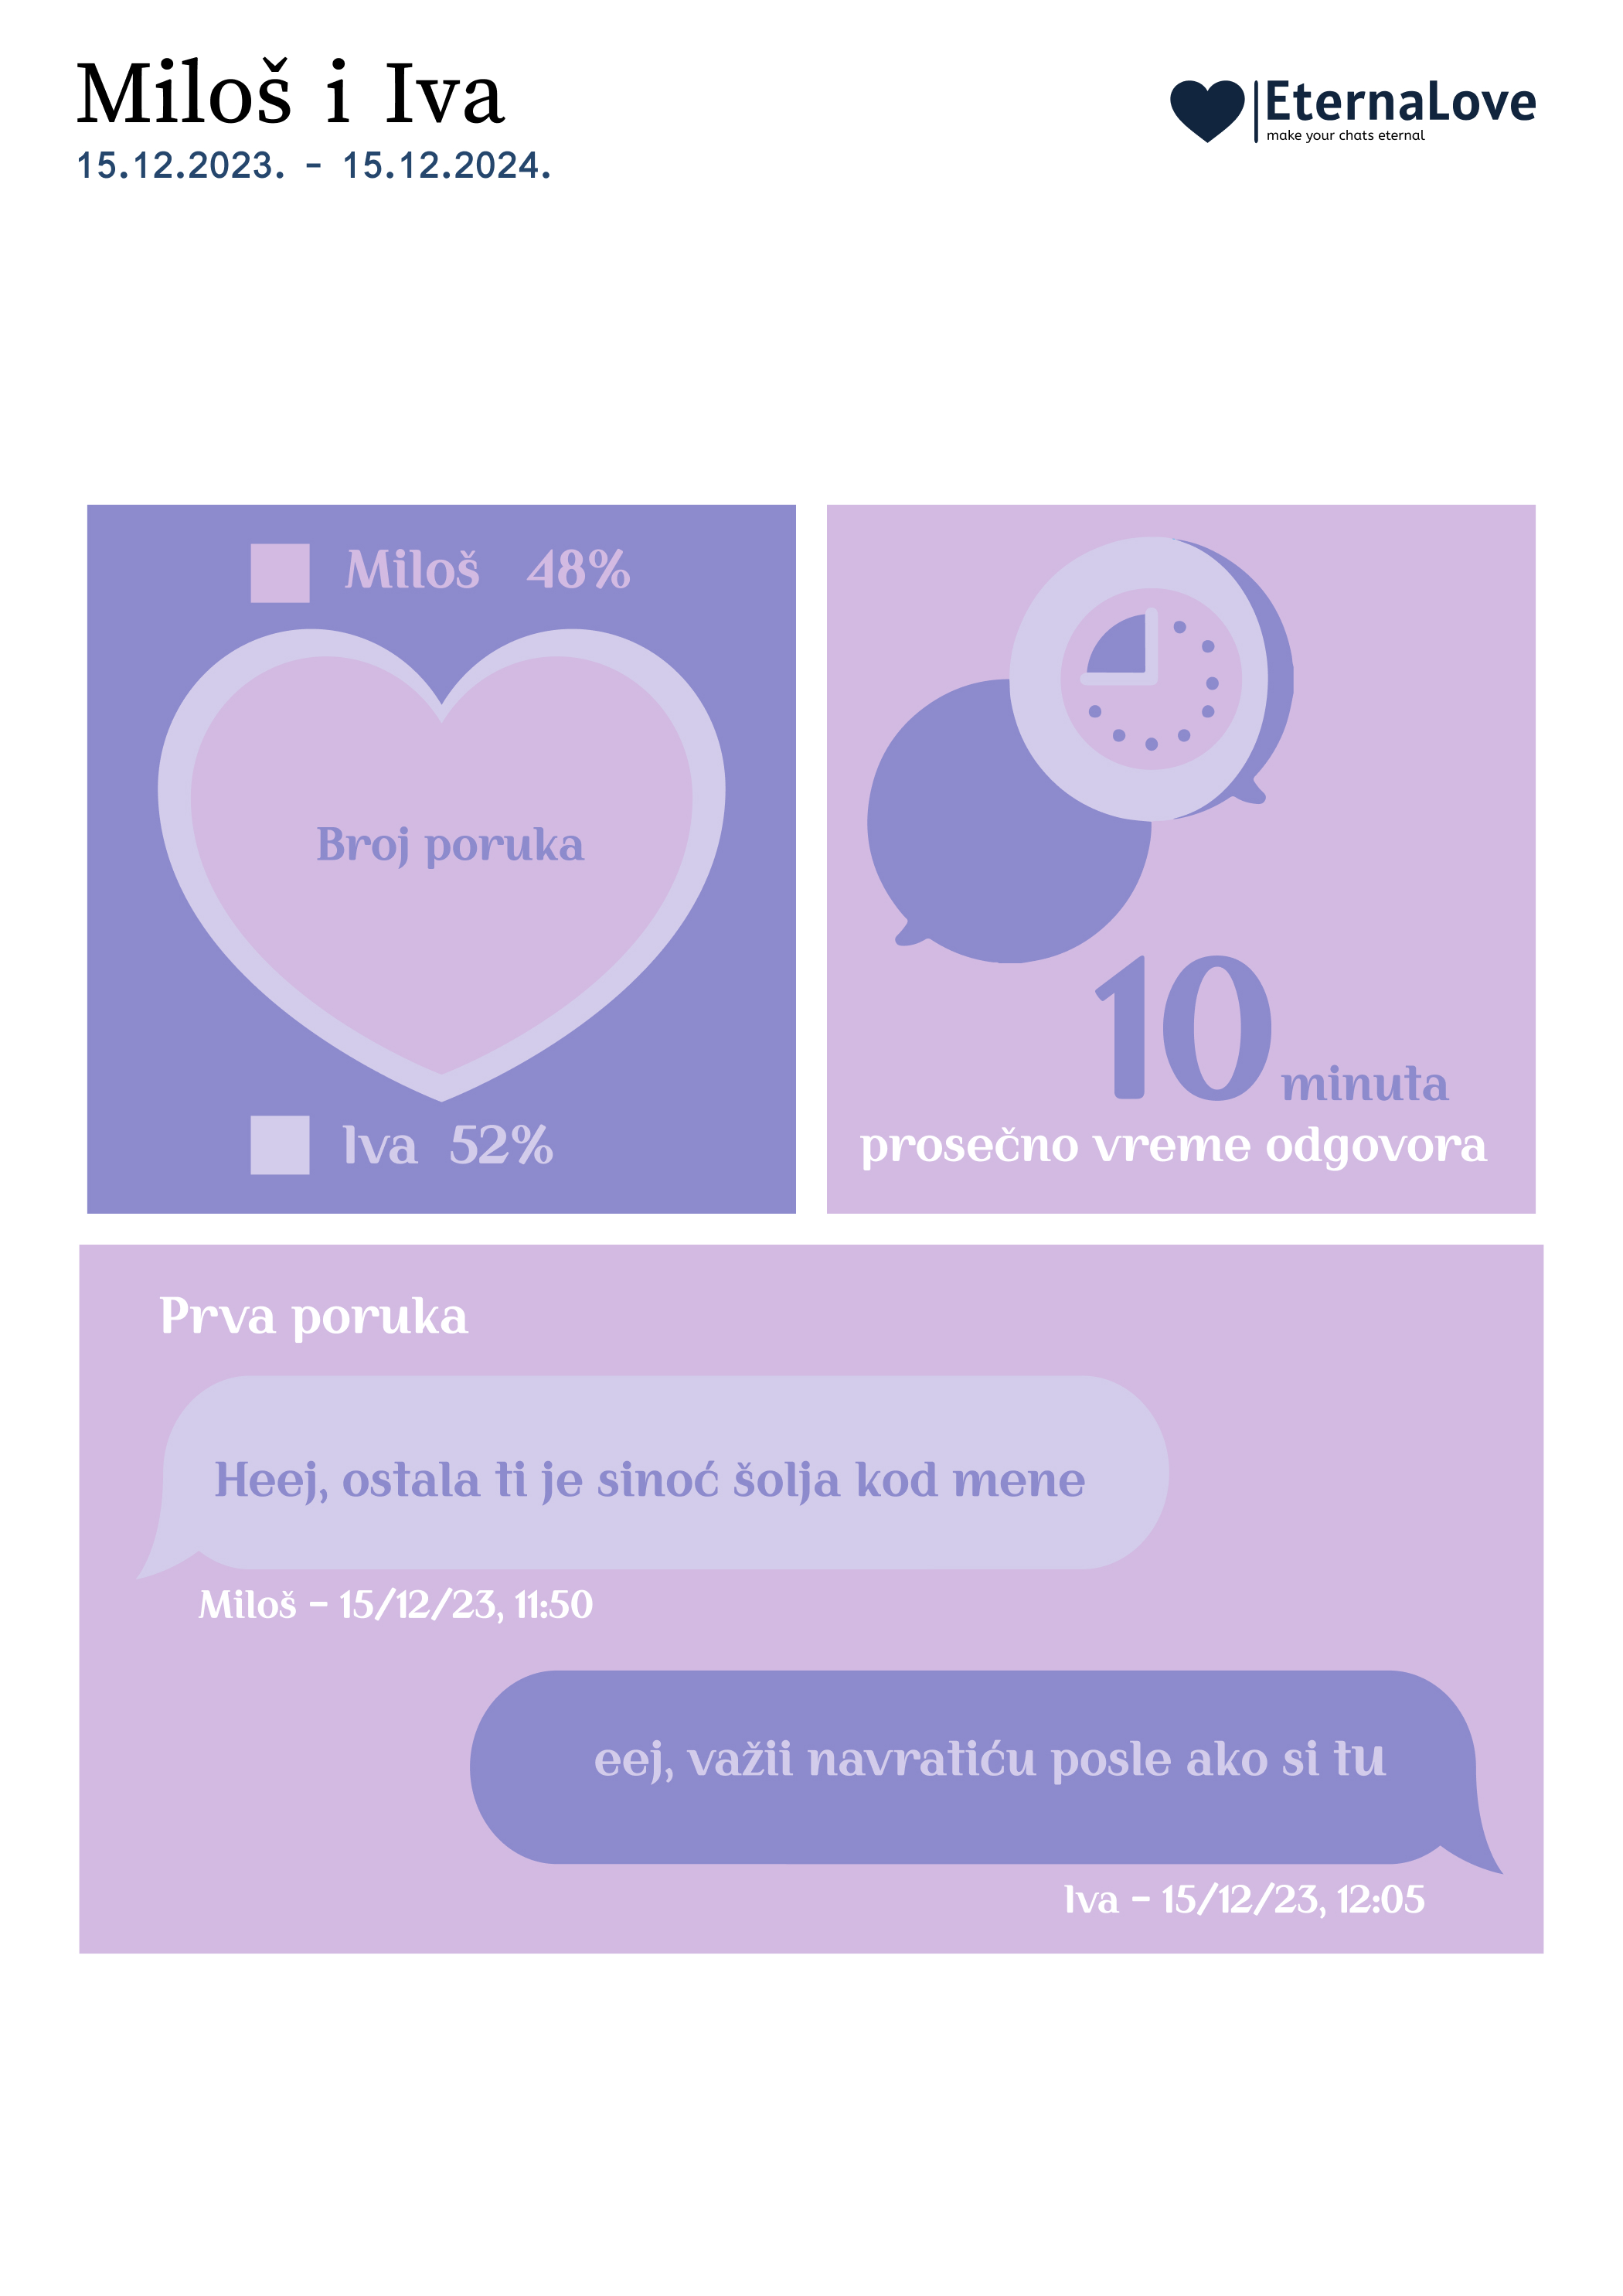 Miloš i Iva
15.12.2023. - 15.12.2024.
EternaLove
make your chats eternal
Miloš 48%
Broj poruka
Iva 52%
10 minuta
prosečno vreme odgovora
Prva poruka
Heej, ostala ti je sinoć šolja kod mene
Miloš - 15/12/23, 11:50
eej, važii navratiću posle ako si tu
Iva - 15/12/23, 12:05